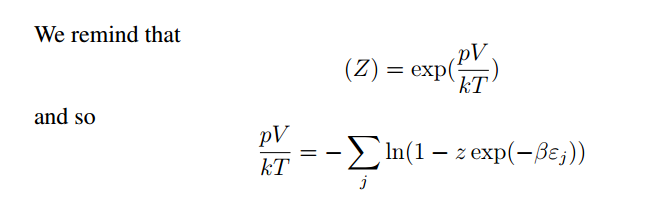 We remind that
(Z) = exp(pV/kT)
and so
pV/kT = − ∑_j ln(1 − z exp(−βε_j))